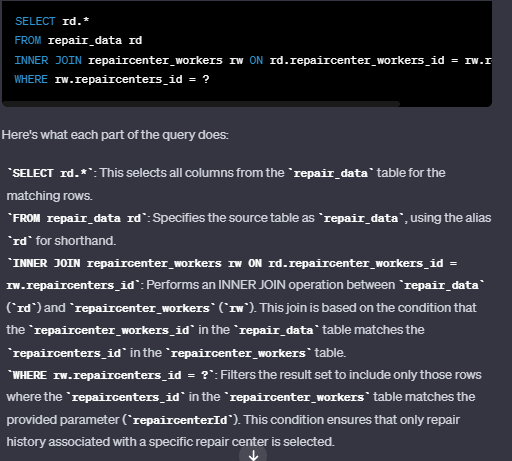 SELECT rd.*
FROM repair_data rd
INNER JOIN repaircenter_workers rw ON rd.repaircenter_workers_id = rw.r
WHERE rw.repaircenters_id = ?
Here's what each part of the query does:
`SELECT rd.*`: This selects all columns from the `repair_data` table for the
matching rows.
`FROM repair_data rd`: Specifies the source table as `repair_data`, using the alias
`rd` for shorthand.
`INNER JOIN repaircenter_workers rw ON rd.repaircenter_workers_id =
rw.repaircenters_id`: Performs an INNER JOIN operation between `repair_data`
(`rd`) and `repaircenter_workers` (`rw`). This join is based on the condition that
the `repaircenter_workers_id` in the `repair_data` table matches the
`repaircenters_id` in the `repaircenter_workers` table.
`WHERE rw.repaircenters_id = ?`: Filters the result set to include only those rows
where the `repaircenters_id` in the `repaircenter_workers` table matches the
provided parameter (`repaircenterId`). This condition ensures that only repair
history associated with a specific repair center is selected.